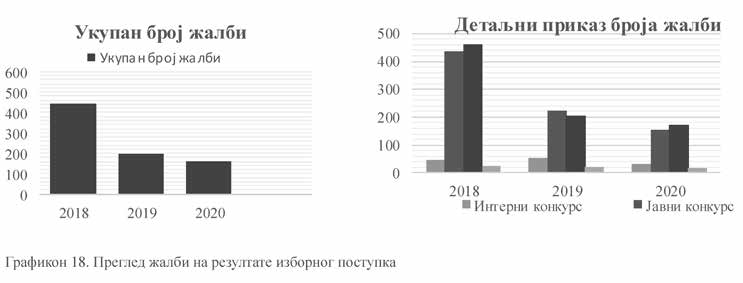 Укупан број жалби
Укупан број жалби
600
500
400
300
200
100
0
2018 2019 2020
Детаљни приказ броја жалби
500
400
300
200
100
0
2018 2019 2020
Интерни конкурс Јавни конкурс
Графикон 18. Преглед жалби на резултате изборног поступка